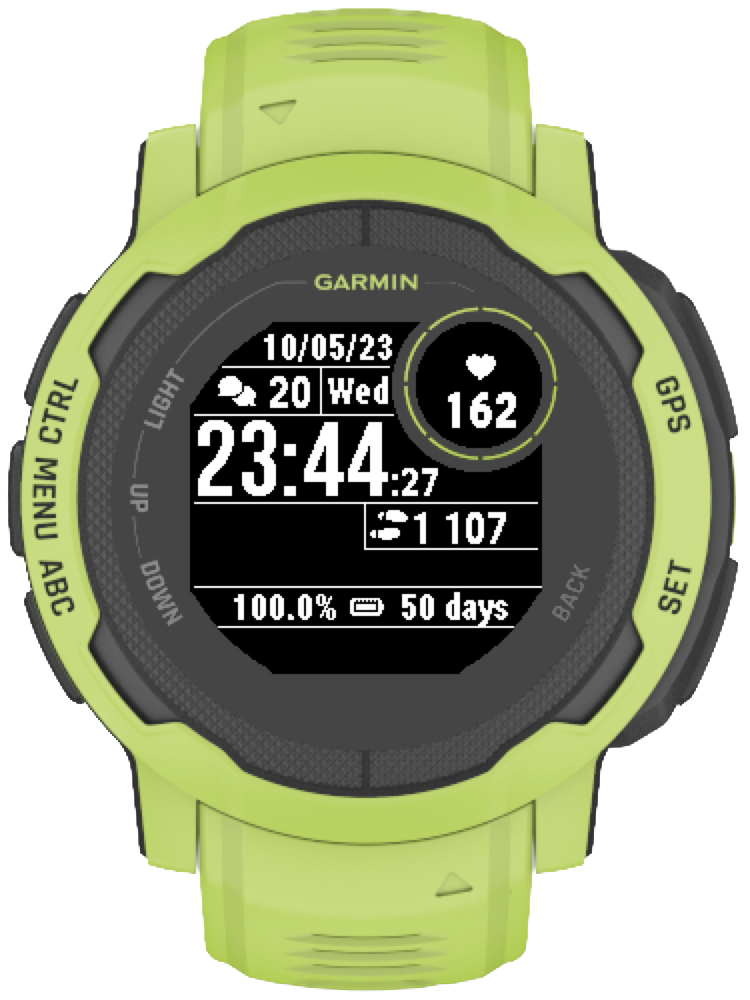 GARMIN
10/05/23
20 Wed
162
23:44:27
1 107
100.0% 50 days
LIGHT
CTRL
UP
MENU
DOWN
ABC
GPS
BACK
SET